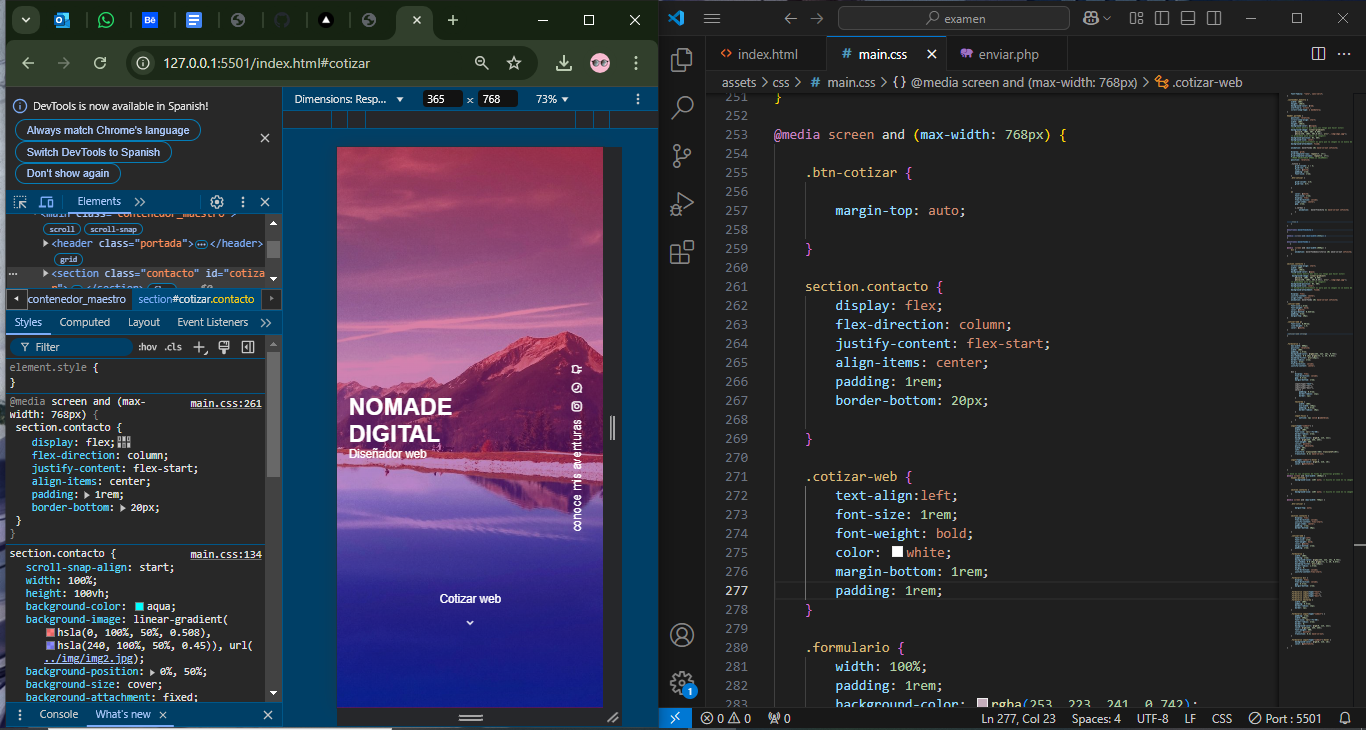 127.0.0.1:5501/index.html#cotizar
DevTools is now available in Spanish!
Always match Chrome's language
Switch DevTools to Spanish
Don't show again
Elements
<main class="contenedor_maestro">
scroll
scroll-snap
<header class="portada"> </header>
grid
<section class="contacto" id="cotiza
contenedor_maestro
section#cotizar.contacto
Styles Computed Layout Event Listeners
Filter
:hov .cls
element.style {
}
@media screen and (max-width: 768px) {
main.css:261
section.contacto {
display: flex;
flex-direction: column;
justify-content: flex-start;
align-items: center;
padding: 1rem;
border-bottom: 20px;
}
}
section.contacto {
main.css:134
scroll-snap-align: start;
width: 100%;
height: 100vh;
background-color: aqua;
background-image: linear-gradient(
hsla(0, 100%, 50%, 0.508),
hsla(240, 100%, 50%, 0.45)), url(
../img/img2.jpg);
background-position: 0%, 50%;
background-size: cover;
background-attachment: fixed;
Console
What's new
Dimensions: Resp...
365 x 768
73%
NOMADE
DIGITAL
Diseñador web
conoce mis aventuras
Cotizar web
examen
index.html
# main.css
enviar.php
assets > css > # main.css > {} @media screen and (max-width: 768px) > .cotizar-web
251 }
252
253 @media screen and (max-width: 768px) {
254
255 .btn-cotizar {
256
257 margin-top: auto;
258
259 }
260
261 section.contacto {
262 display: flex;
263 flex-direction: column;
264 justify-content: flex-start;
265 align-items: center;
266 padding: 1rem;
267 border-bottom: 20px;
268
269 }
270
271 .cotizar-web {
272 text-align:left;
273 font-size: 1rem;
274 font-weight: bold;
275 color: white;
276 margin-bottom: 1rem;
277 padding: 1rem;
278 }
279
280 .formulario {
281 width: 100%;
282 padding: 1rem;
283 background-color: rgba(253, 223, 241, 0.742);
0 0
0
Ln 277, Col 23 Spaces: 4 UTF-8 LF CSS Port : 5501
1